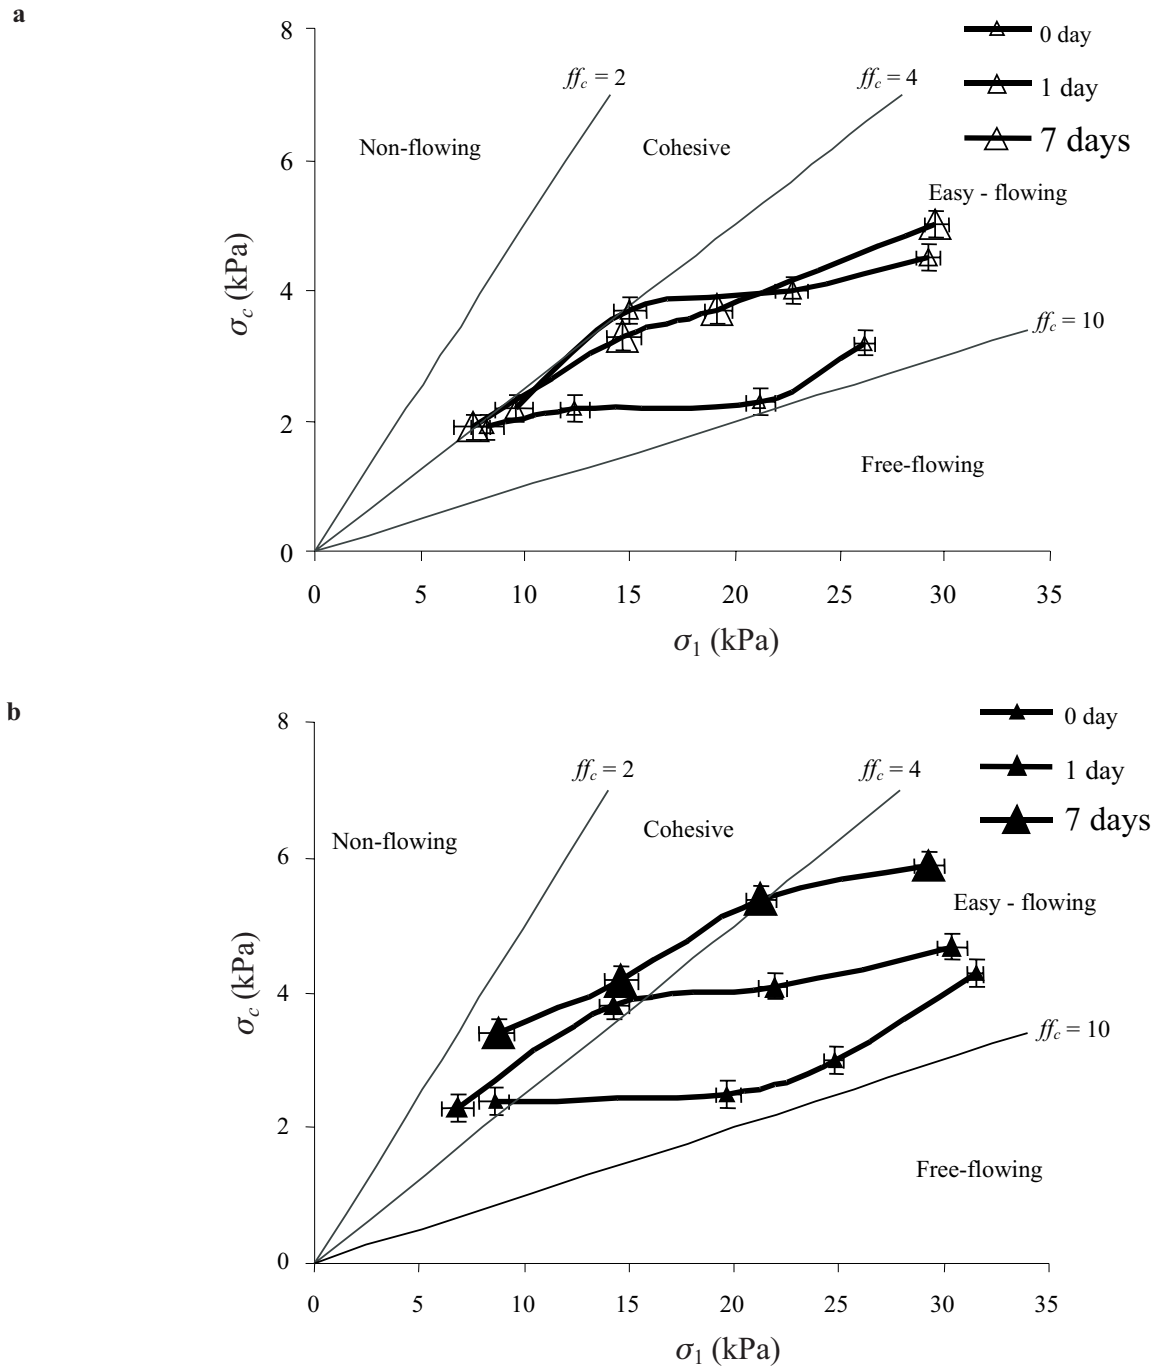 a
8
6
4
2
0
σc (kPa)
0 5 10 15 20 25 30 35
σ1 (kPa)
ffc = 2
ffc = 4
ffc = 10
Non-flowing
Cohesive
Easy - flowing
Free-flowing
0 day
1 day
7 days
b
8
6
4
2
0
σc (kPa)
0 5 10 15 20 25 30 35
σ1 (kPa)
ffc = 2
ffc = 4
ffc = 10
Non-flowing
Cohesive
Easy - flowing
Free-flowing
0 day
1 day
7 days